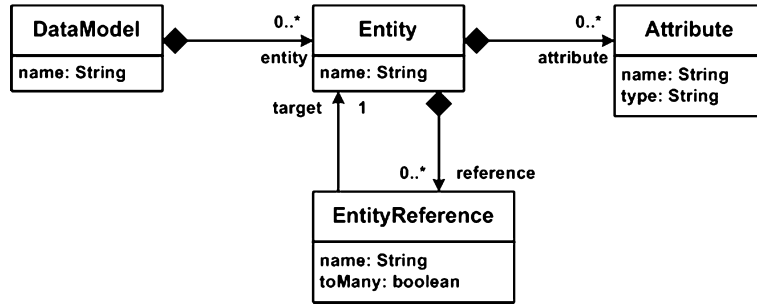 DataModel
name: String
0..*
entity
Entity
name: String
0..*
attribute
Attribute
name: String
type: String
target
1
0..*
reference
EntityReference
name: String
toMany: boolean